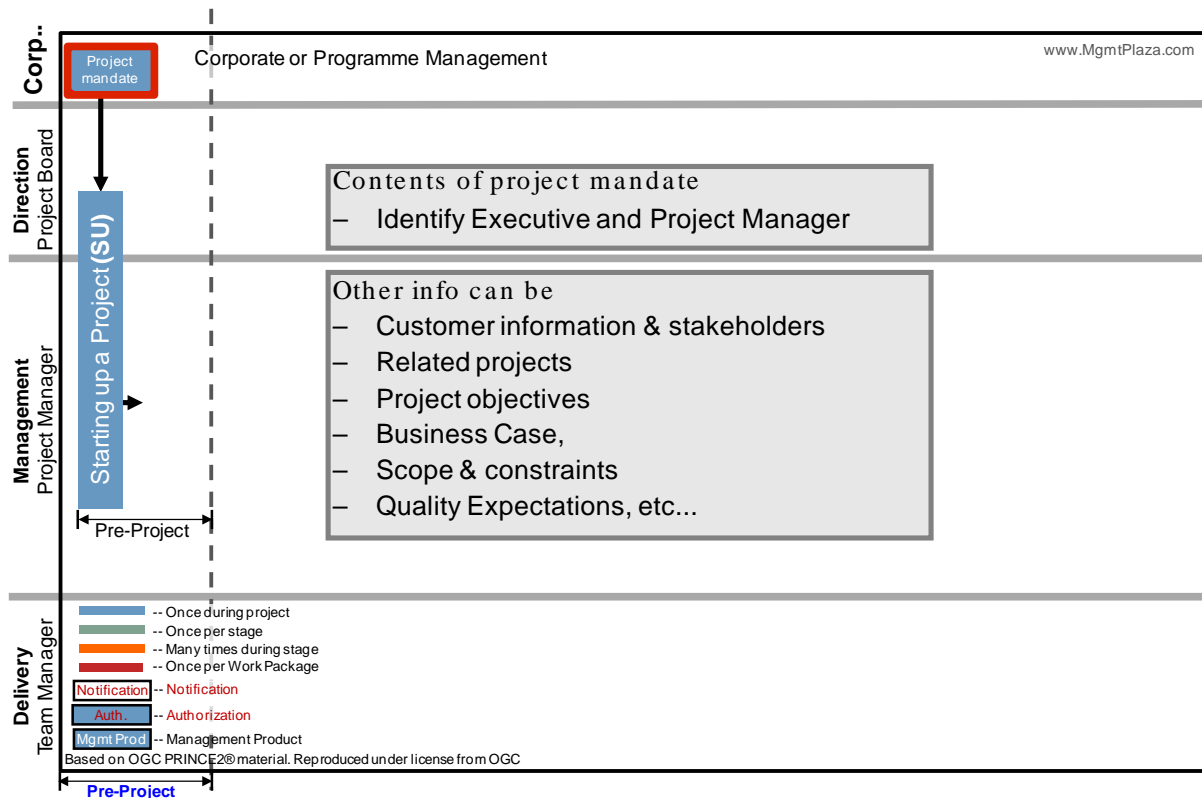 Corp..
Project
mandate
Corporate or Programme Management
www.MgmtPlaza.com
Direction
Project Board
Contents of project mandate
– Identify Executive and Project Manager
Starting up a Project (SU)
Management
Project Manager
Other info can be
– Customer information & stakeholders
– Related projects
– Project objectives
– Business Case,
– Scope & constraints
– Quality Expectations, etc...
Pre-Project
Delivery
Team Manager
-- Once during project
-- Once per stage
-- Many times during stage
-- Once per Work Package
Notification -- Notification
Auth. -- Authorization
Mgmt Prod -- Management Product
Based on OGC PRINCE2® material. Reproduced under license from OGC
Pre-Project